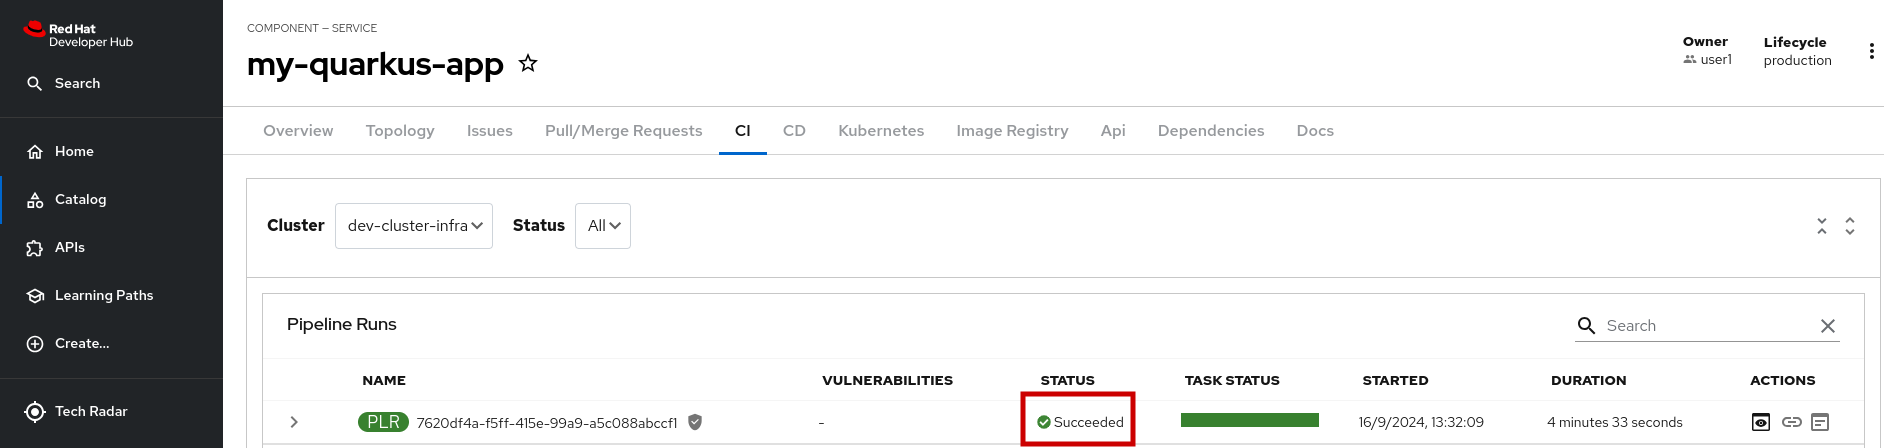 Red Hat
Developer Hub
Search
Home
Catalog
APIs
Learning Paths
Create...
Tech Radar
COMPONENT — SERVICE
my-quarkus-app
Owner
user1
Lifecycle
production
Overview Topology Issues Pull/Merge Requests CI CD Kubernetes Image Registry Api Dependencies Docs
Cluster dev-cluster-infra Status All
Pipeline Runs
Search
NAME VULNERABILITIES STATUS TASK STATUS STARTED DURATION ACTIONS
PLR 7620df4a-f5ff-415e-99a9-a5c088abccf1 - Succeeded 16/9/2024, 13:32:09 4 minutes 33 seconds